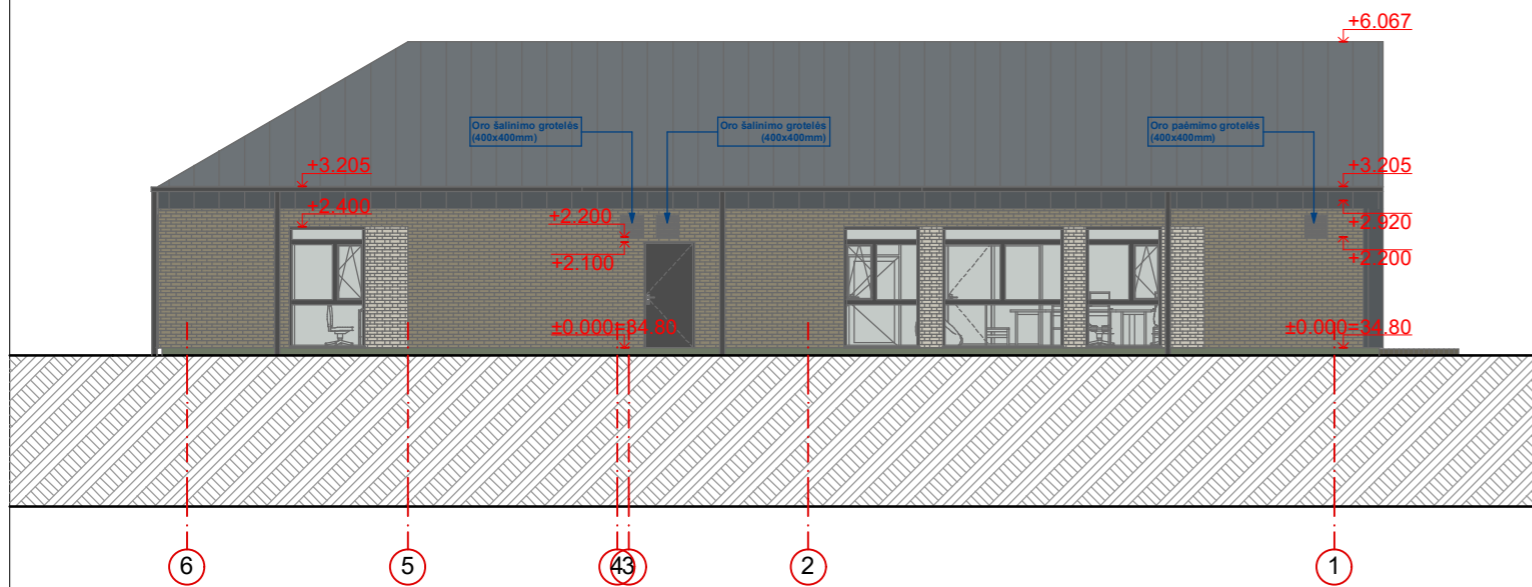 +6.067
Oro šalinimo grotelės
(400x400mm)
Oro šalinimo grotelės
(400x400mm)
Oro paėmimo grotelės
(400x400mm)
+3.205
+3.205
+2.400
+2.200
+2.920
+2.100
+2.200
±0.000=34.80
±0.000=34.80
6
5
4
3
2
1